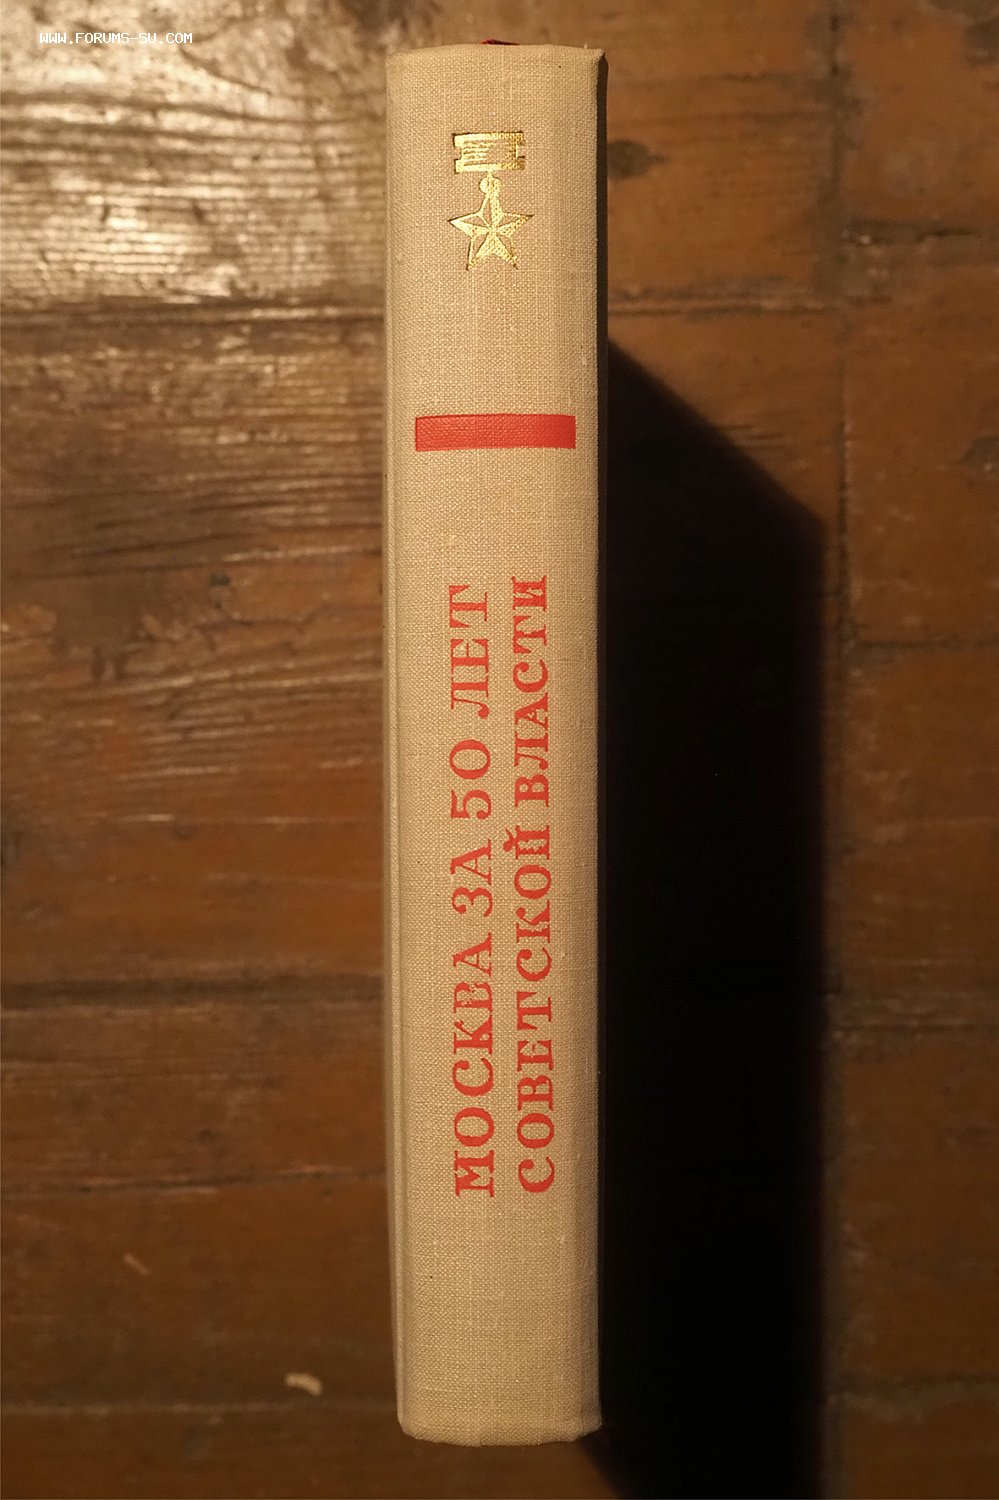 WWW.FORUMS-SU.COM
МОСКВА ЗА 50 ЛЕТ
СОВЕТСКОЙ ВЛАСТИ